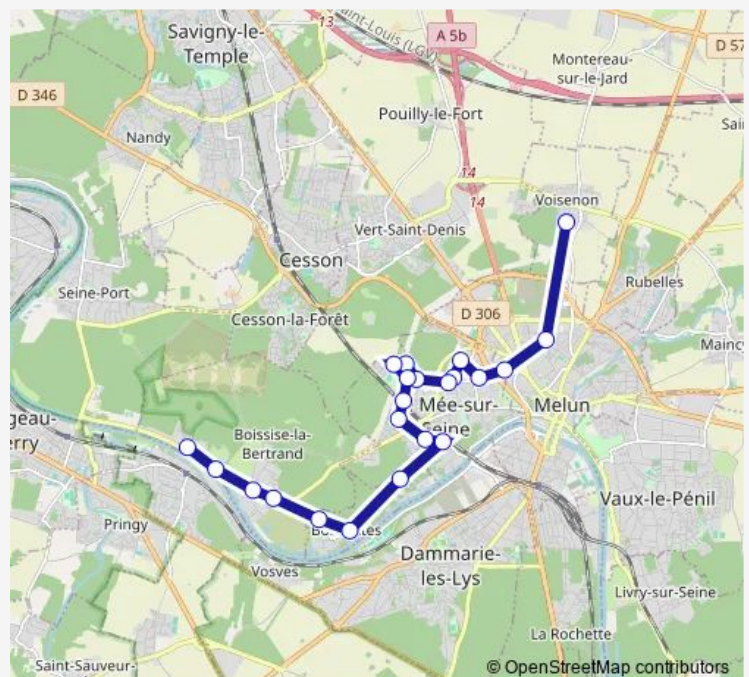 Savigny-le-
Temple
13
Saint-Louis (LGV)
A 5b
D 57
Montereau-
sur-le-Jard
D 346
Nandy
Pouilly-le-Fort
Sai
14
14
Voisenon
Vert-Saint-Denis
Cesson
Rubelles
Seine-Port
Cesson-la-Forêt
D 306
Mainc
Mée-sur-
Seine
Melun
geau-
erry
Boissise-la-
Bertrand
Vaux-le-Pénil
Pringy
Dammarie-
les-Lys
Vosves
Livry-sur-Seine
La Rochette
Saint-Sauveur-
© OpenStreetMap contributors